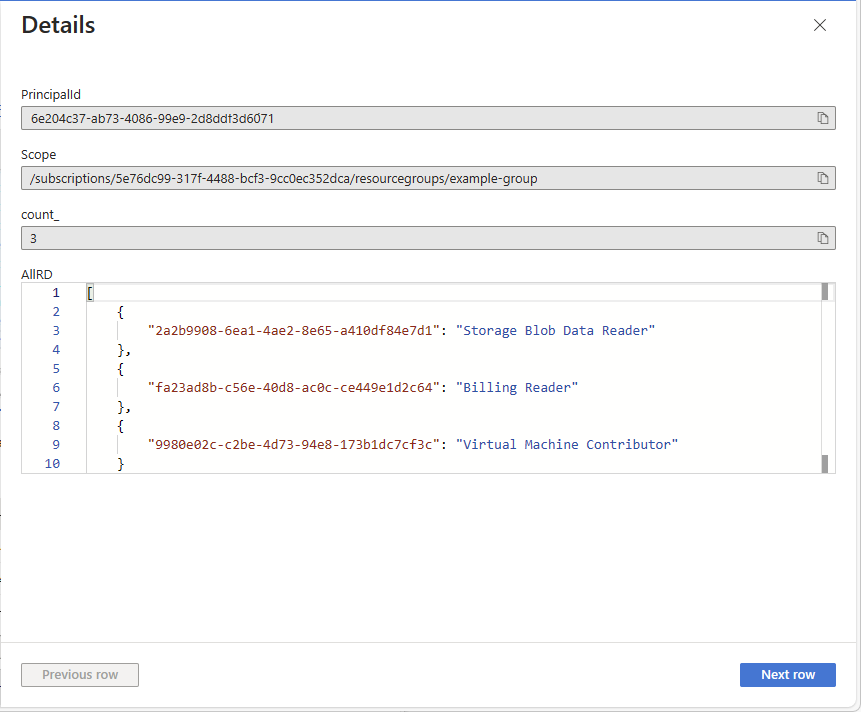 Details
PrincipalId
6e204c37-ab73-4086-99e9-2d8ddf3d6071
Scope
/subscriptions/5e76dc99-317f-4488-bcf3-9cc0ec352dca/resourcegroups/example-group
count_
3
AllRD
1 [
2 {
3 "2a2b9908-6ea1-4ae2-8e65-a410df84e7d1": "Storage Blob Data Reader"
4 },
5 {
6 "fa23ad8b-c56e-40d8-ac0c-ce449e1d2c64": "Billing Reader"
7 },
8 {
9 "9980e02c-c2be-4d73-94e8-173b1dc7cf3c": "Virtual Machine Contributor"
10 }
Previous row Next row